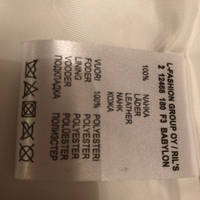 L-FASHION GROUP OY / RIL'S
2 12468 180 F3 BABYLON
100% NAHKA
LÄDER
LEATHER
NAHK
КОЖА
VUORI 100% POLYESTERI
FODER POLYESTER
LINING POLYESTER
VOODER POLÜESTER
ПОДКЛАДКА ПОЛИЭСТЕР